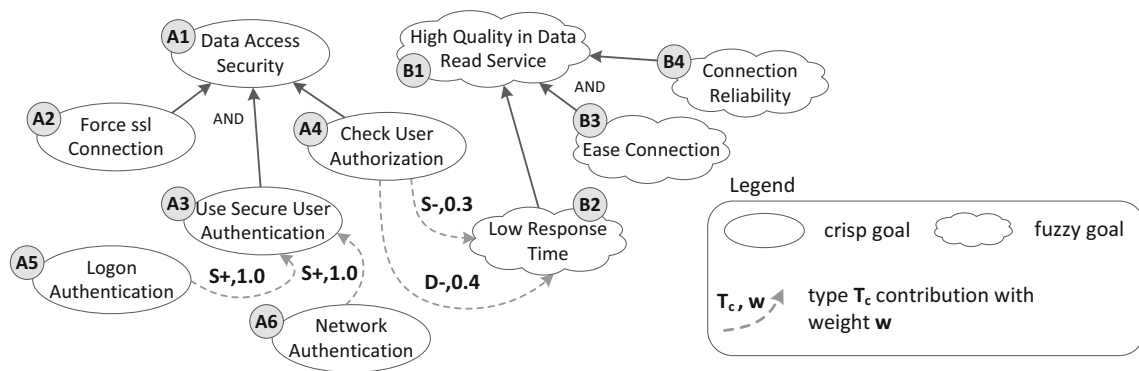 A1
Data Access
Security
A2
Force ssl
Connection
AND
A4
Check User
Authorization
A3
Use Secure User
Authentication
A5
Logon
Authentication
S+,1.0
S+,1.0
A6
Network
Authentication
High Quality in Data
Read Service
B1
B4
Connection
Reliability
AND
B3
Ease Connection
S-,0.3
B2
Low Response
Time
D-,0.4
Legend
crisp goal
fuzzy goal
Tc , w
type Tc contribution with
weight w